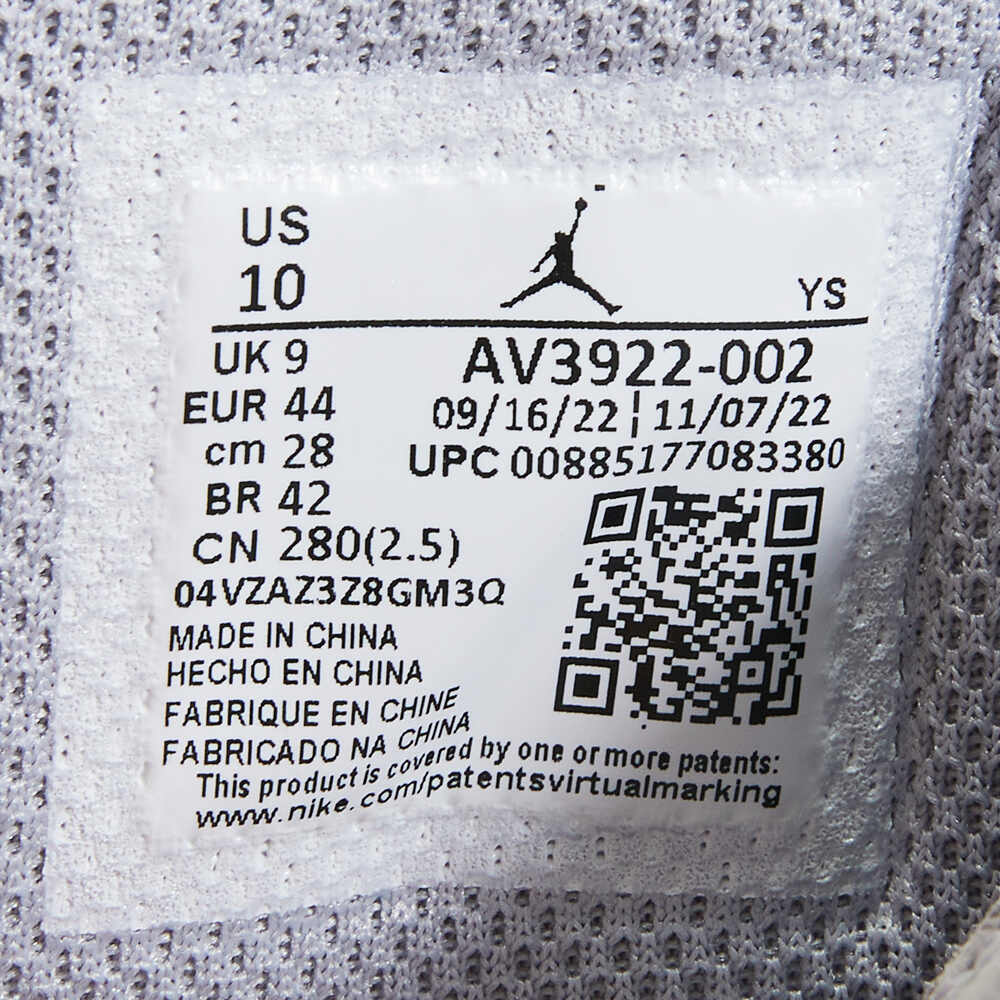 US
10
YS
UK 9
EUR 44
cm 28
BR 42
CN 280(2.5)
AV3922-002
09/16/22 ¦ 11/07/22
UPC 00885177083380
04VZAZ3Z8GM3Q
MADE IN CHINA
HECHO EN CHINA
FABRIQUE EN CHINE
FABRICADO NA CHINA
This product is covered by one or more patents:
www.nike.com/patentsvirtualmarking